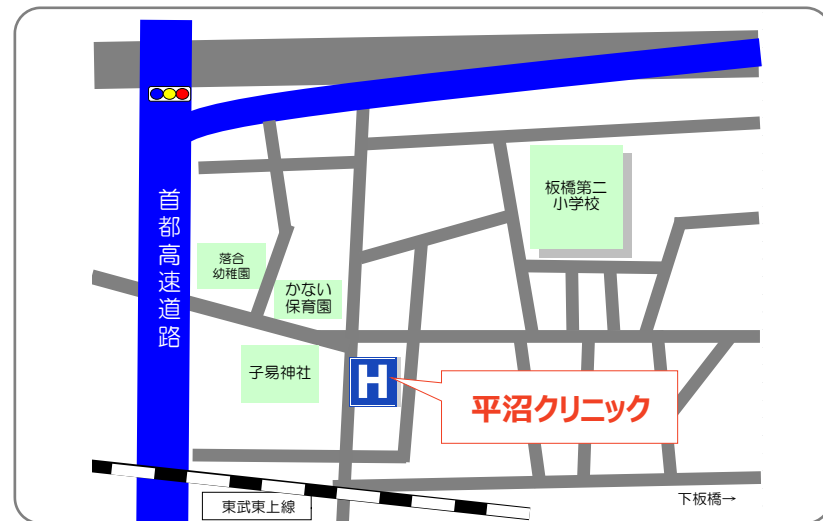 板橋第二
小学校
首都高速道路
落合
幼稚園
かない
保育園
子易神社
H
平沼クリニック
東武東上線
下板橋→